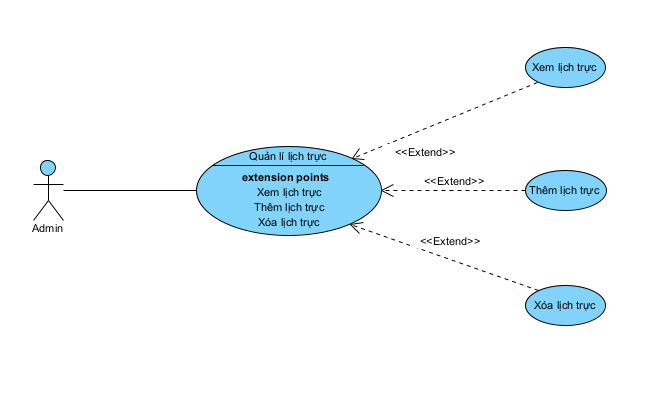 Xem lịch trực
Quản lí lịch trực
<<Extend>>
extension points
Xem lịch trực
Thêm lịch trực
Xóa lịch trực
<<Extend>>
Thêm lịch trực
Admin
<<Extend>>
Xóa lịch trực